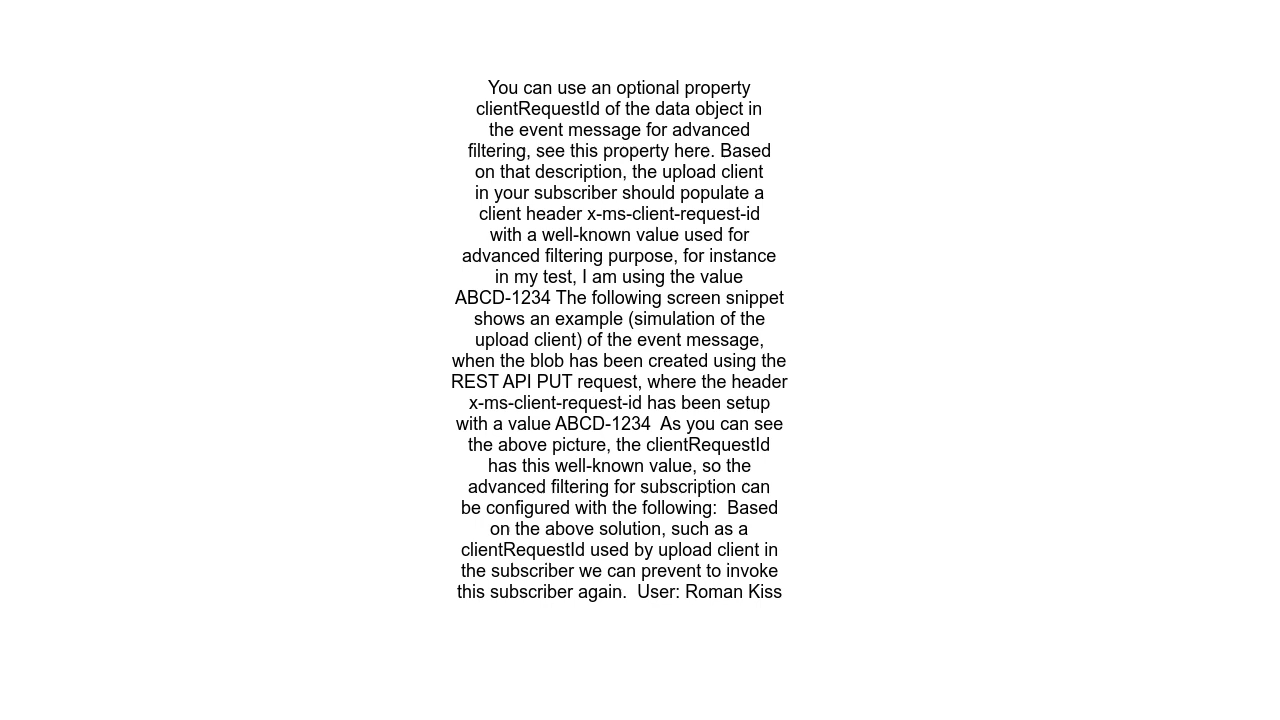 You can use an optional property
clientRequestId of the data object in
the event message for advanced
filtering, see this property here. Based
on that description, the upload client
in your subscriber should populate a
client header x-ms-client-request-id
with a well-known value used for
advanced filtering purpose, for instance
in my test, I am using the value
ABCD-1234 The following screen snippet
shows an example (simulation of the
upload client) of the event message,
when the blob has been created using the
REST API PUT request, where the header
x-ms-client-request-id has been setup
with a value ABCD-1234  As you can see
the above picture, the clientRequestId
has this well-known value, so the
advanced filtering for subscription can
be configured with the following:  Based
on the above solution, such as a
clientRequestId used by upload client in
the subscriber we can prevent to invoke
this subscriber again.  User: Roman Kiss